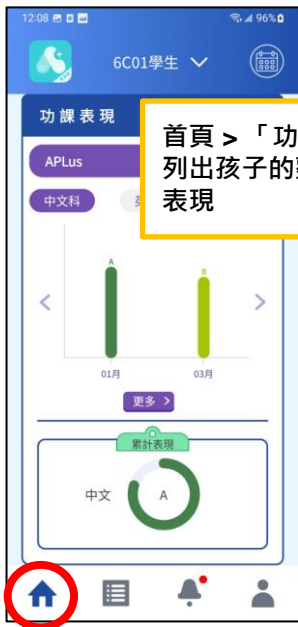 12:08
96%
6C01學生
功課表現
首頁 > 「功
列出孩子的
表現
APLus
中文科
A
B
01月
03月
更多 >
累計表現
中文
A